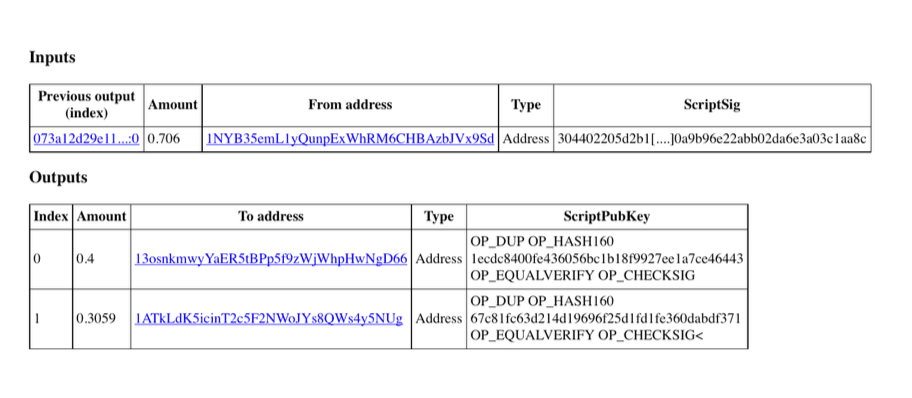 Inputs
Previous output (index) Amount From address Type ScriptSig
073a12d29e11...:0 0.706 1NYB35emL1yQunpExWhRM6CHBAzbJVx9Sd Address 304402205d2b1[....]0a9b96e22abb02da6e3a03c1aa8c
Outputs
Index Amount To address Type ScriptPubKey
OP_DUP OP_HASH160
0 0.4 13osnkmwyYaER5tBPp5f9zWjWhpHwNgD66 Address 1ecdc8400fe436056bc1b18f9927ee1a7ce46443
OP_EQUALVERIFY OP_CHECKSIG
OP_DUP OP_HASH160
1 0.3059 1ATkLdK5icinT2c5F2NWoJYs8QWs4y5NUg Address 67c81fc63d214d19696f25d1fd1fe360dabdf371
OP_EQUALVERIFY OP_CHECKSIG<